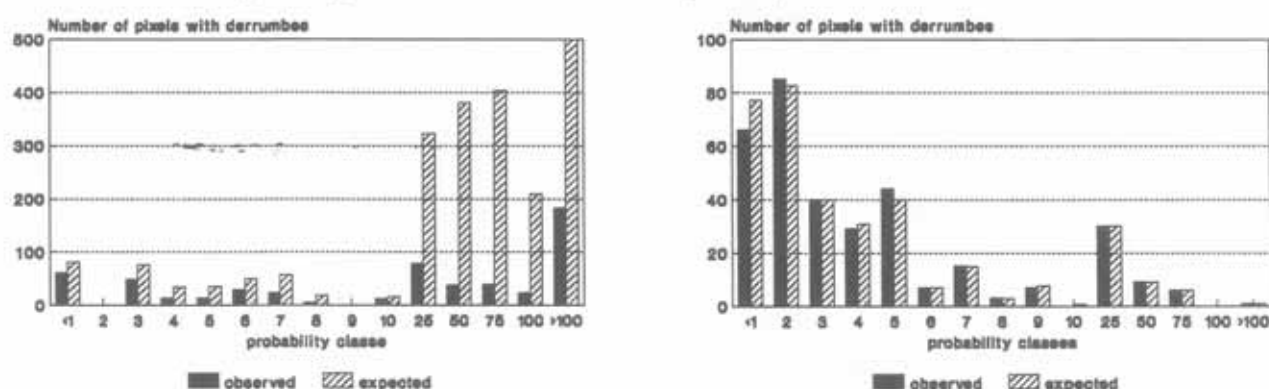 Number of pixels with derrumbes
500
400
300
200
100
0
<1 2 3 4 5 6 7 8 9 10 25 50 75 100 >100
probability classe
observed expected
Number of pixels with derrumbes
100
80
60
40
20
0
<1 2 3 4 5 6 7 8 9 10 25 50 75 100 >100
probability classes
observed expected